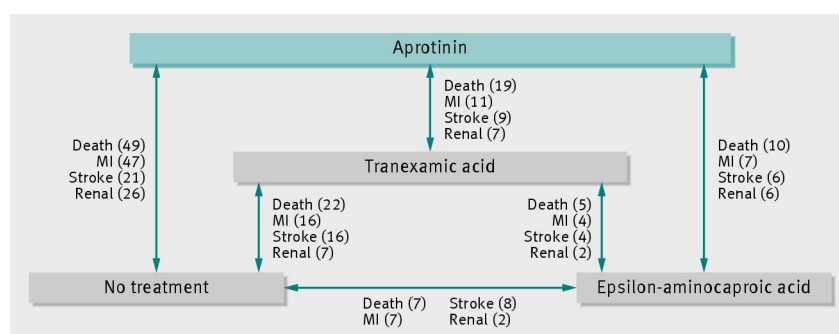 Aprotinin
Death (19)
MI (11)
Stroke (9)
Renal (7)
Death (49)
MI (47)
Stroke (21)
Renal (26)
Death (10)
MI (7)
Stroke (6)
Renal (6)
Tranexamic acid
Death (22)
MI (16)
Stroke (16)
Renal (7)
Death (5)
MI (4)
Stroke (4)
Renal (2)
No treatment
Epsilon-aminocaproic acid
Death (7) Stroke (8)
MI (7) Renal (2)